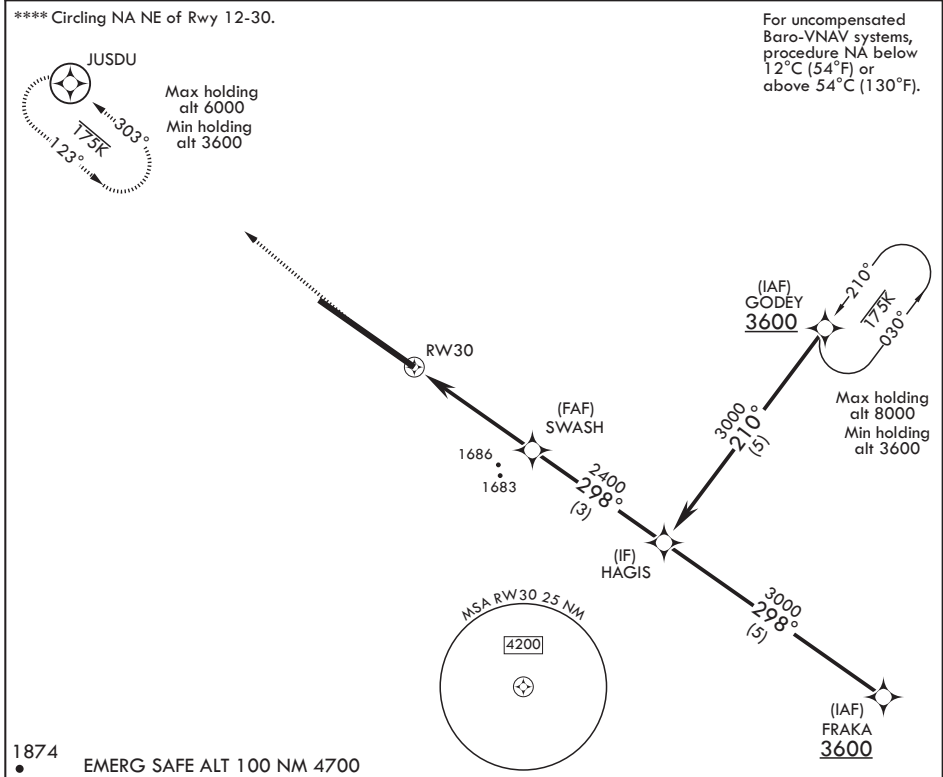 **** Circling NA NE of Rwy 12-30.
For uncompensated
Baro-VNAV systems,
procedure NA below
12°C (54°F) or
above 54°C (130°F).
JUSDU
Max holding
alt 6000
Min holding
alt 3600
303°
175K
123°
(IAF)
GODEY
3600
210°
175K
030°
Max holding
alt 8000
Min holding
alt 3600
RW30
3000
210°
(5)
(FAF)
SWASH
1686
1683
2400
298°
(3)
(IF)
HAGIS
3000
298°
(5)
MSA RW30 25 NM
4200
(IAF)
FRAKA
3600
1874
EMERG SAFE ALT 100 NM 4700